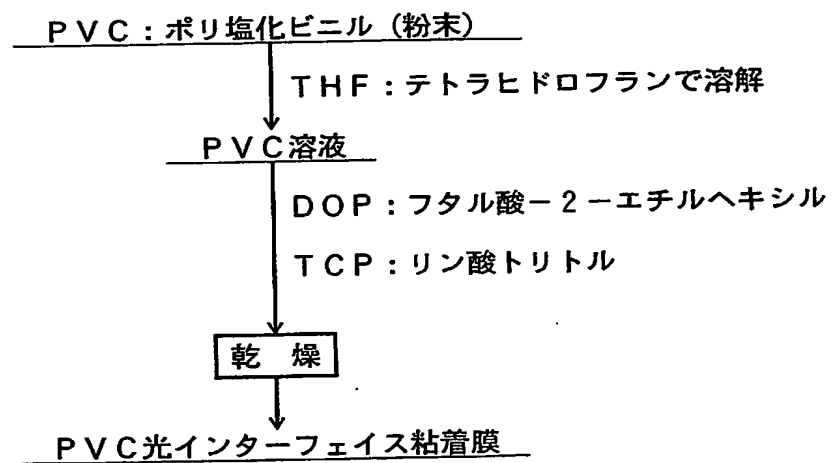 PVC:ポリ塩化ビニル(粉末)
THF:テトラヒドロフランで溶解
PVC溶液
DOP:フタル酸-2-エチルヘキシル
TCP:リン酸トリトル
乾 燥
PVC光インターフェイス粘着膜